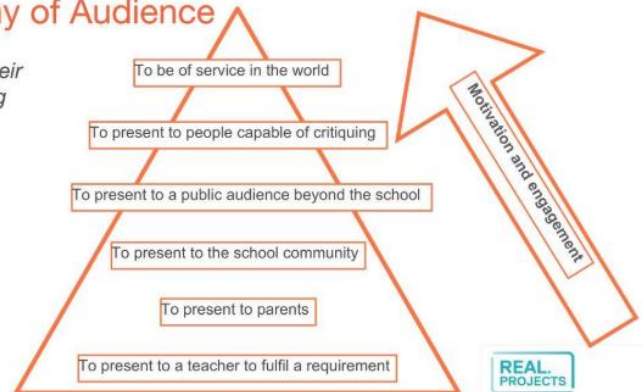 of Audience
To be of service in the world
To present to people capable of critiquing
To present to a public audience beyond the school
To present to the school community
To present to parents
To present to a teacher to fulfil a requirement
Motivation and engagement
REAL.
PROJECTS